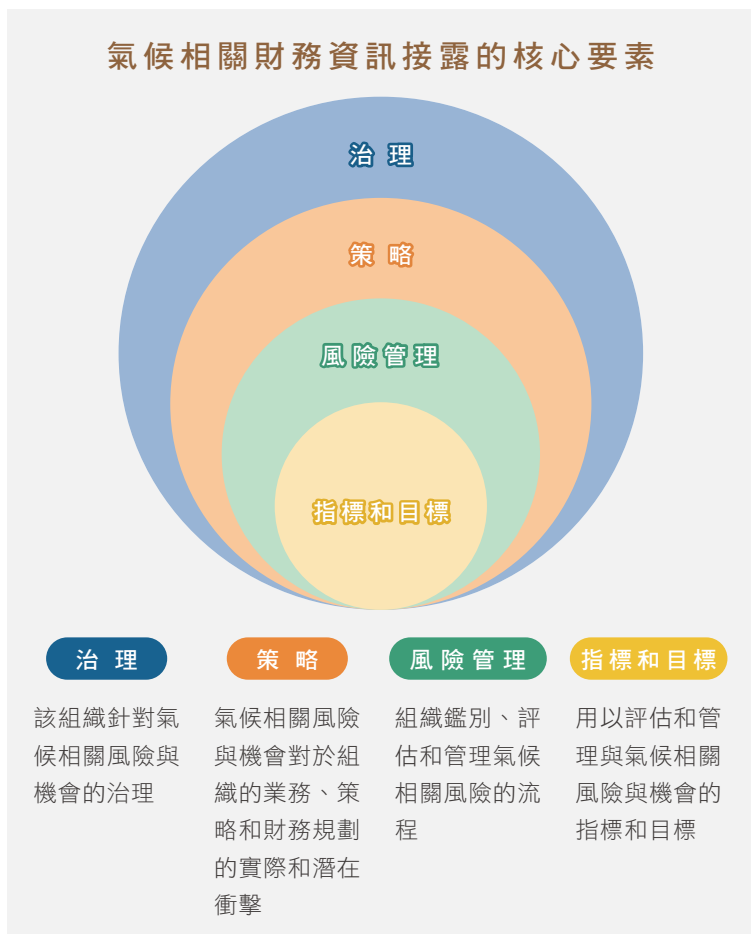 氣候相關財務資訊接露的核心要素
治理
策略
風險管理
指標和目標
治理
該組織針對氣
候相關風險與
機會的治理
策略
氣候相關風險
與機會對於組
織的業務、策
略和財務規劃
的實際和潛在
衝擊
風險管理
組織鑑別、評
估和管理氣候
相關風險的流
程
指標和目標
用以評估和管
理與氣候相關
風險與機會的
指標和目標